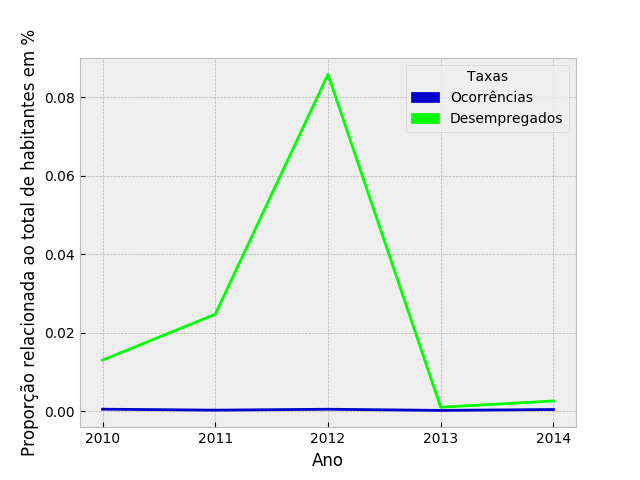 Proporção relacionada ao total de habitantes em %
0.08
0.06
0.04
0.02
0.00
Taxas
Ocorrências
Desempregados
2010 2011 2012 2013 2014
Ano